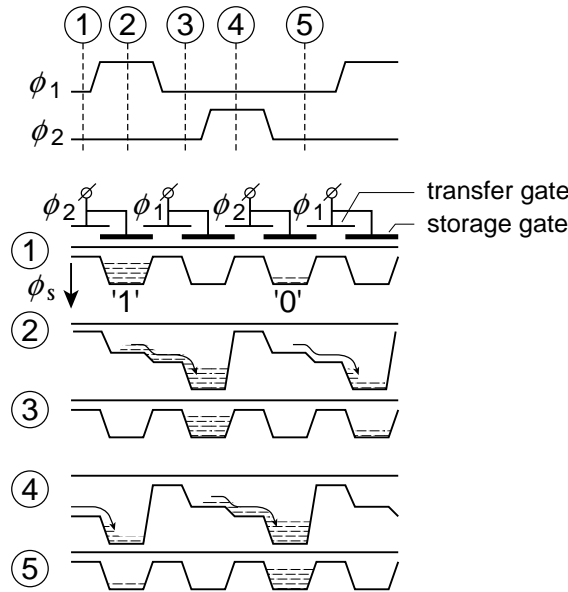 ① ② ③ ④ ⑤
ϕ₁
ϕ₂
ϕ₂ ϕ₁ ϕ₂ ϕ₁ transfer gate
storage gate
①
ϕₛ '1' '0'
②
③
④
⑤